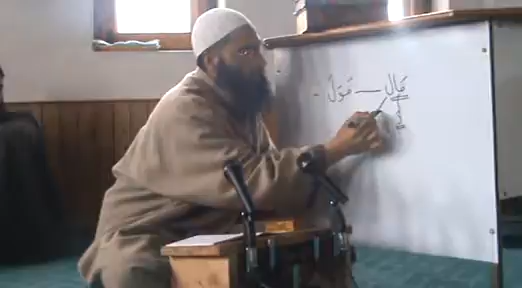 قَالَ — قَوَلَ -